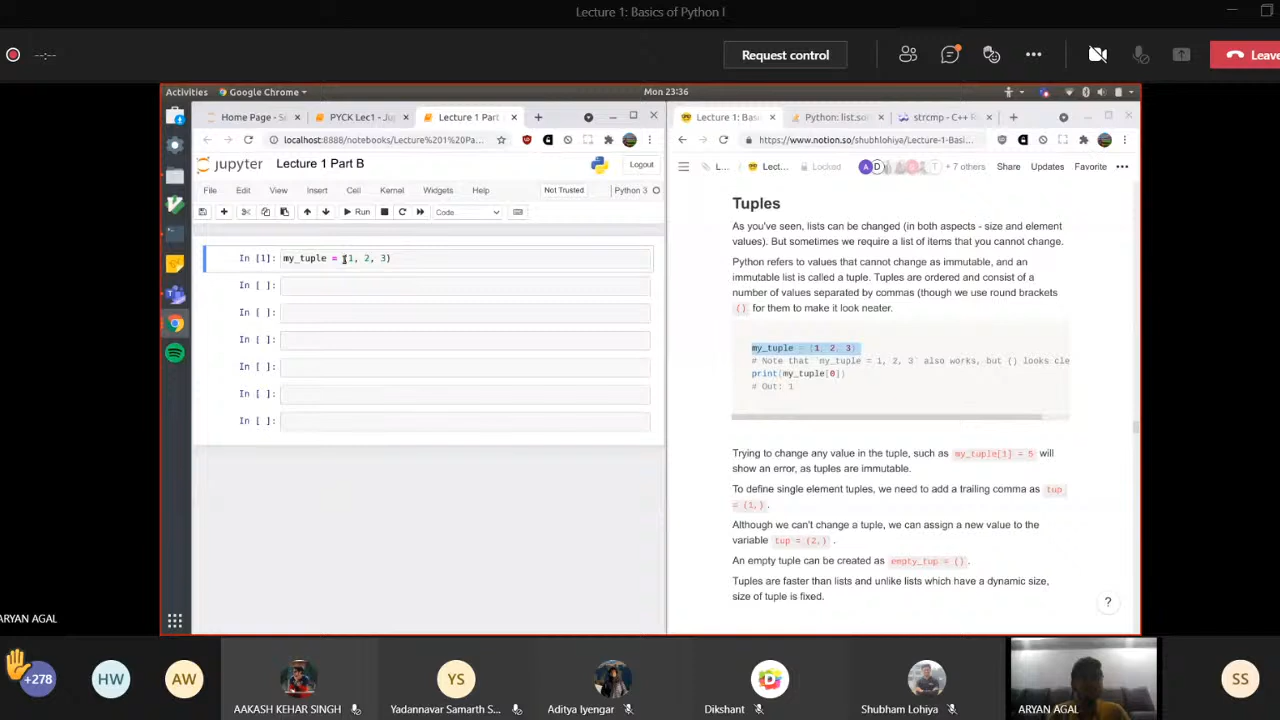 Lecture 1: Basics of Python I
--:--
Request control
Leave
Activities
Google Chrome
Mon 23:36
Home Page - S
PYCK Lec1 - Jup
Lecture 1 Part
localhost:8888/notebooks/Lecture%201%20Pa...
jupyter
Lecture 1 Part B
Logout
File
Edit
View
Insert
Cell
Kernel
Widgets
Help
Not Trusted
Python 3
Run
Code
In [1]: my_tuple = (1, 2, 3)
In [ ]:
In [ ]:
In [ ]:
In [ ]:
In [ ]:
In [ ]:
Lecture 1: Bas
Python: list.so
strcmp - C++ R
https://www.notion.so/shubhlohiya/Lecture-1-Basi...
L...
Lect...
Locked
A
D
T
+ 7 others
Share
Updates
Favorite
Tuples
As you've seen, lists can be changed (in both aspects - size and element
values). But sometimes we require a list of items that you cannot change.
Python refers to values that cannot change as immutable, and an
immutable list is called a tuple. Tuples are ordered and consist of a
number of values separated by commas (though we use round brackets
() for them to make it look neater.
my_tuple = (1, 2, 3)
# Note that `my_tuple = 1, 2, 3` also works, but () looks cle
print(my_tuple[0])
# Out: 1
Trying to change any value in the tuple, such as my_tuple[1] = 5 will
show an error, as tuples are immutable.
To define single element tuples, we need to add a trailing comma as tup
= (1,).
Although we can't change a tuple, we can assign a new value to the
variable tup = (2,) .
An empty tuple can be created as empty_tup = ().
Tuples are faster than lists and unlike lists which have a dynamic size,
size of tuple is fixed.
?
ARYAN AGAL
+278
HW
AW
AAKASH KEHAR SINGH
YS
Yadannavar Samarth S...
Aditya Iyengar
Dikshant
Shubham Lohiya
ARYAN AGAL
SS